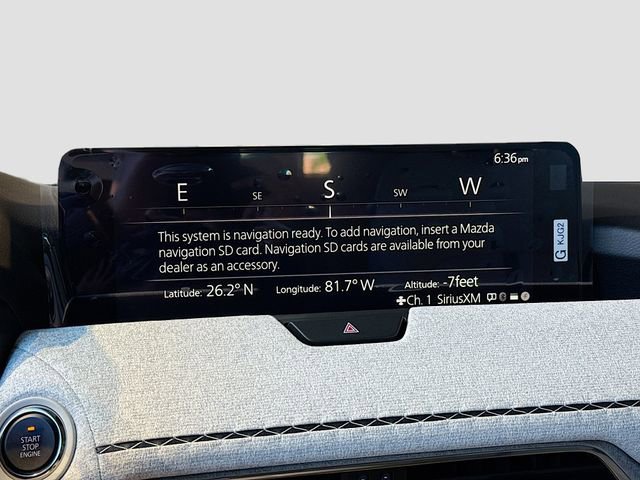 6:36pm
E SE S SW W
This system is navigation ready. To add navigation, insert a Mazda
navigation SD card. Navigation SD cards are available from your
dealer as an accessory.
Latitude: 26.2° N Longitude: 81.7° W Altitude: -7feet
Ch. 1 SiriusXM
G KJG2
START
STOP
ENGINE